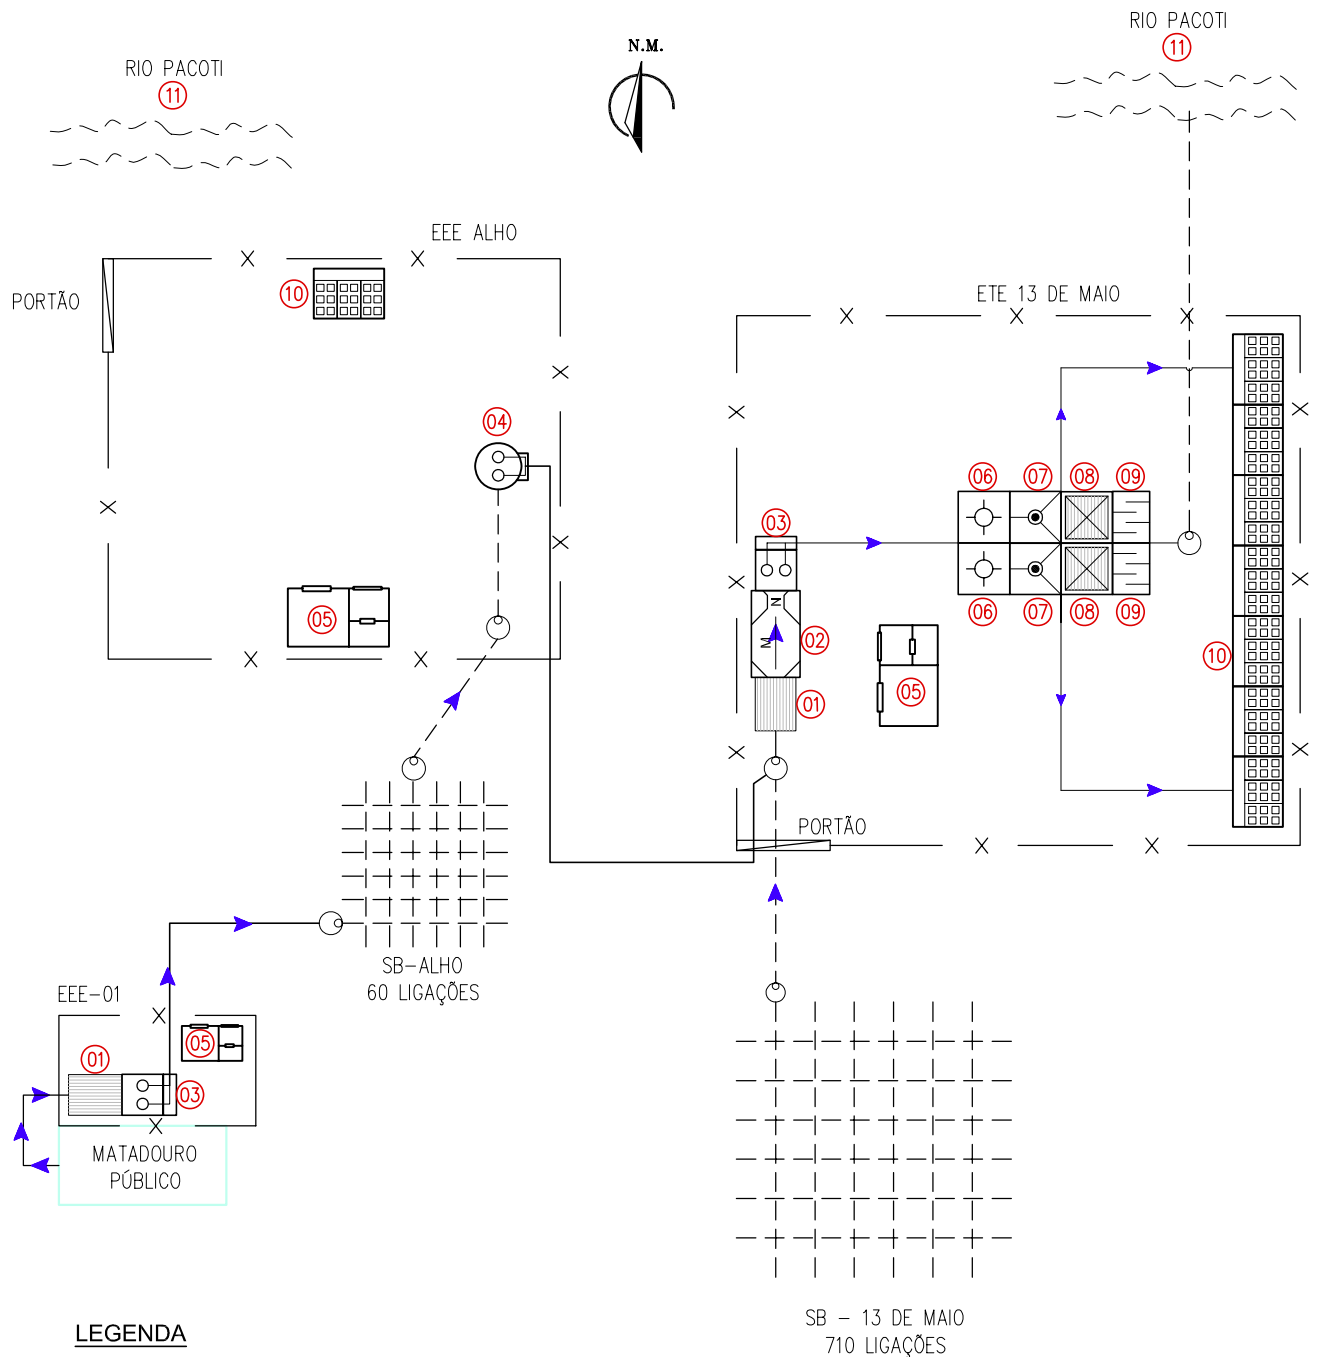 RIO PACOTI
11
N.M.
RIO PACOTI
11
EEE ALHO
PORTÃO
10
04
05
ETE 13 DE MAIO
06
07
08
09
03
06
07
08
09
02
M
N
01
05
10
PORTÃO
SB-ALHO
60 LIGAÇÕES
EEE-01
05
01
03
MATADOURO
PÚBLICO
SB - 13 DE MAIO
710 LIGAÇÕES
LEGENDA